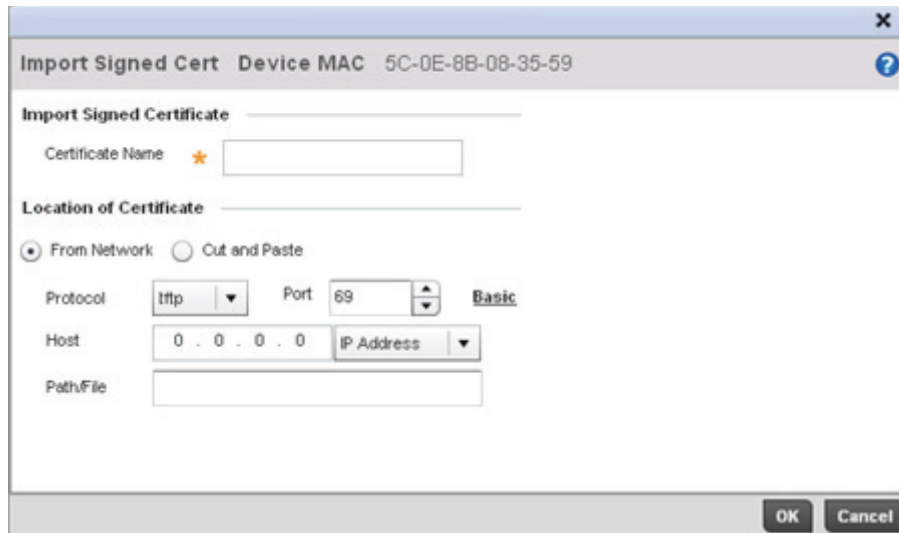 Import Signed Cert Device MAC 5C-0E-8B-08-35-59
Import Signed Certificate
Certificate Name *
Location of Certificate
From Network Cut and Paste
Protocol tftp Port 69 Basic
Host 0 . 0 . 0 . 0 IP Address
Path/File
OK Cancel